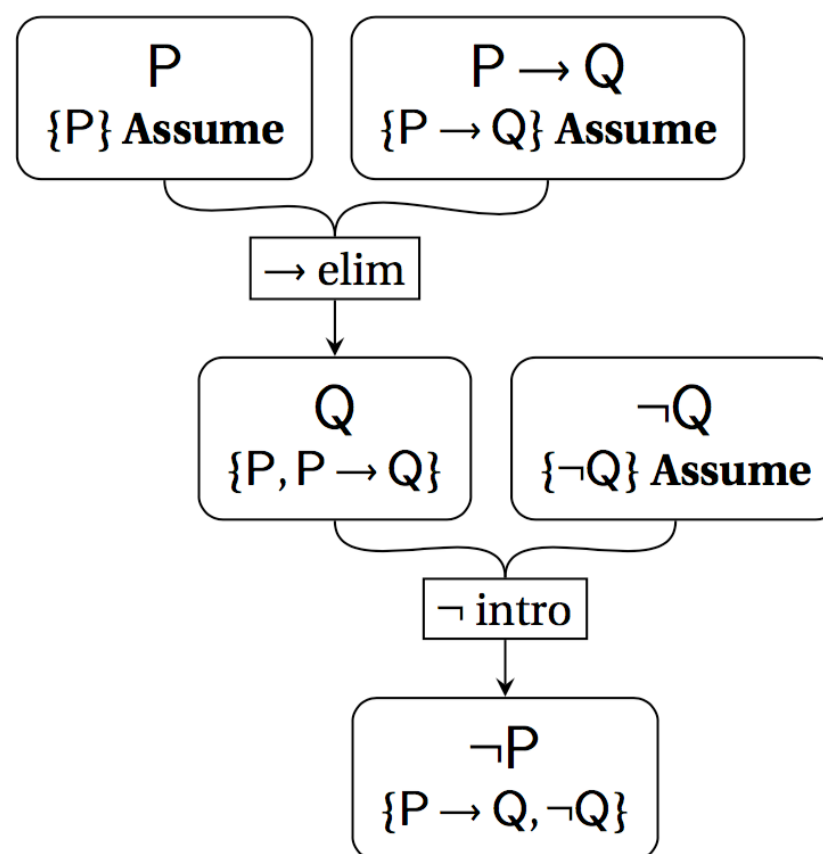 P
{P} Assume
P → Q
{P → Q} Assume
→ elim
Q
{P, P → Q}
¬Q
{¬Q} Assume
¬ intro
¬P
{P → Q, ¬Q}